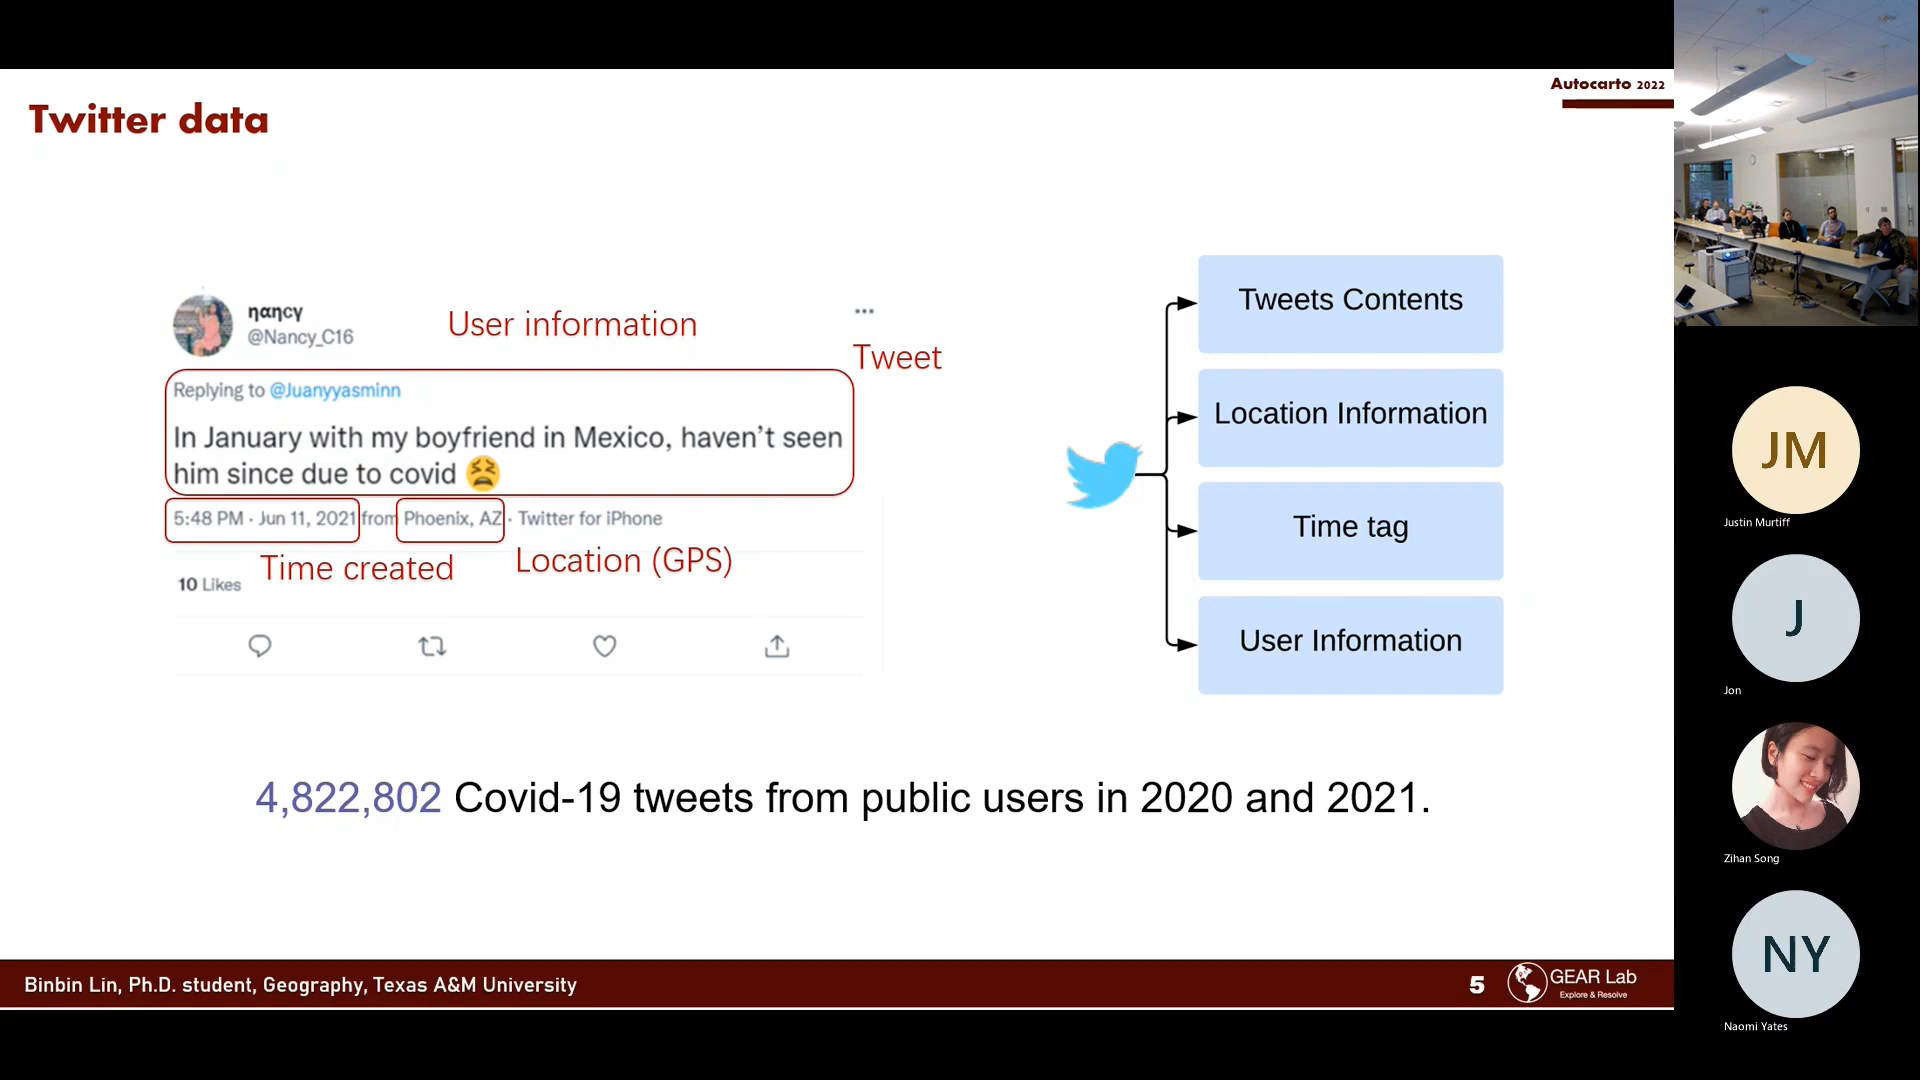 Autocarto 2022
Twitter data
ηαηcγ
@Nancy_C16
User information
Tweet
Replying to @Juanyyasminn
In January with my boyfriend in Mexico, haven’t seen
him since due to covid
5:48 PM · Jun 11, 2021 from Phoenix, AZ · Twitter for iPhone
Time created
Location (GPS)
10 Likes
Tweets Contents
Location Information
Time tag
User Information
4,822,802 Covid-19 tweets from public users in 2020 and 2021.
Binbin Lin, Ph.D. student, Geography, Texas A&M University
5
GEAR Lab
Explore & Resolve
JM
Justin Murtiff
J
Jon
Zihan Song
NY
Naomi Yates